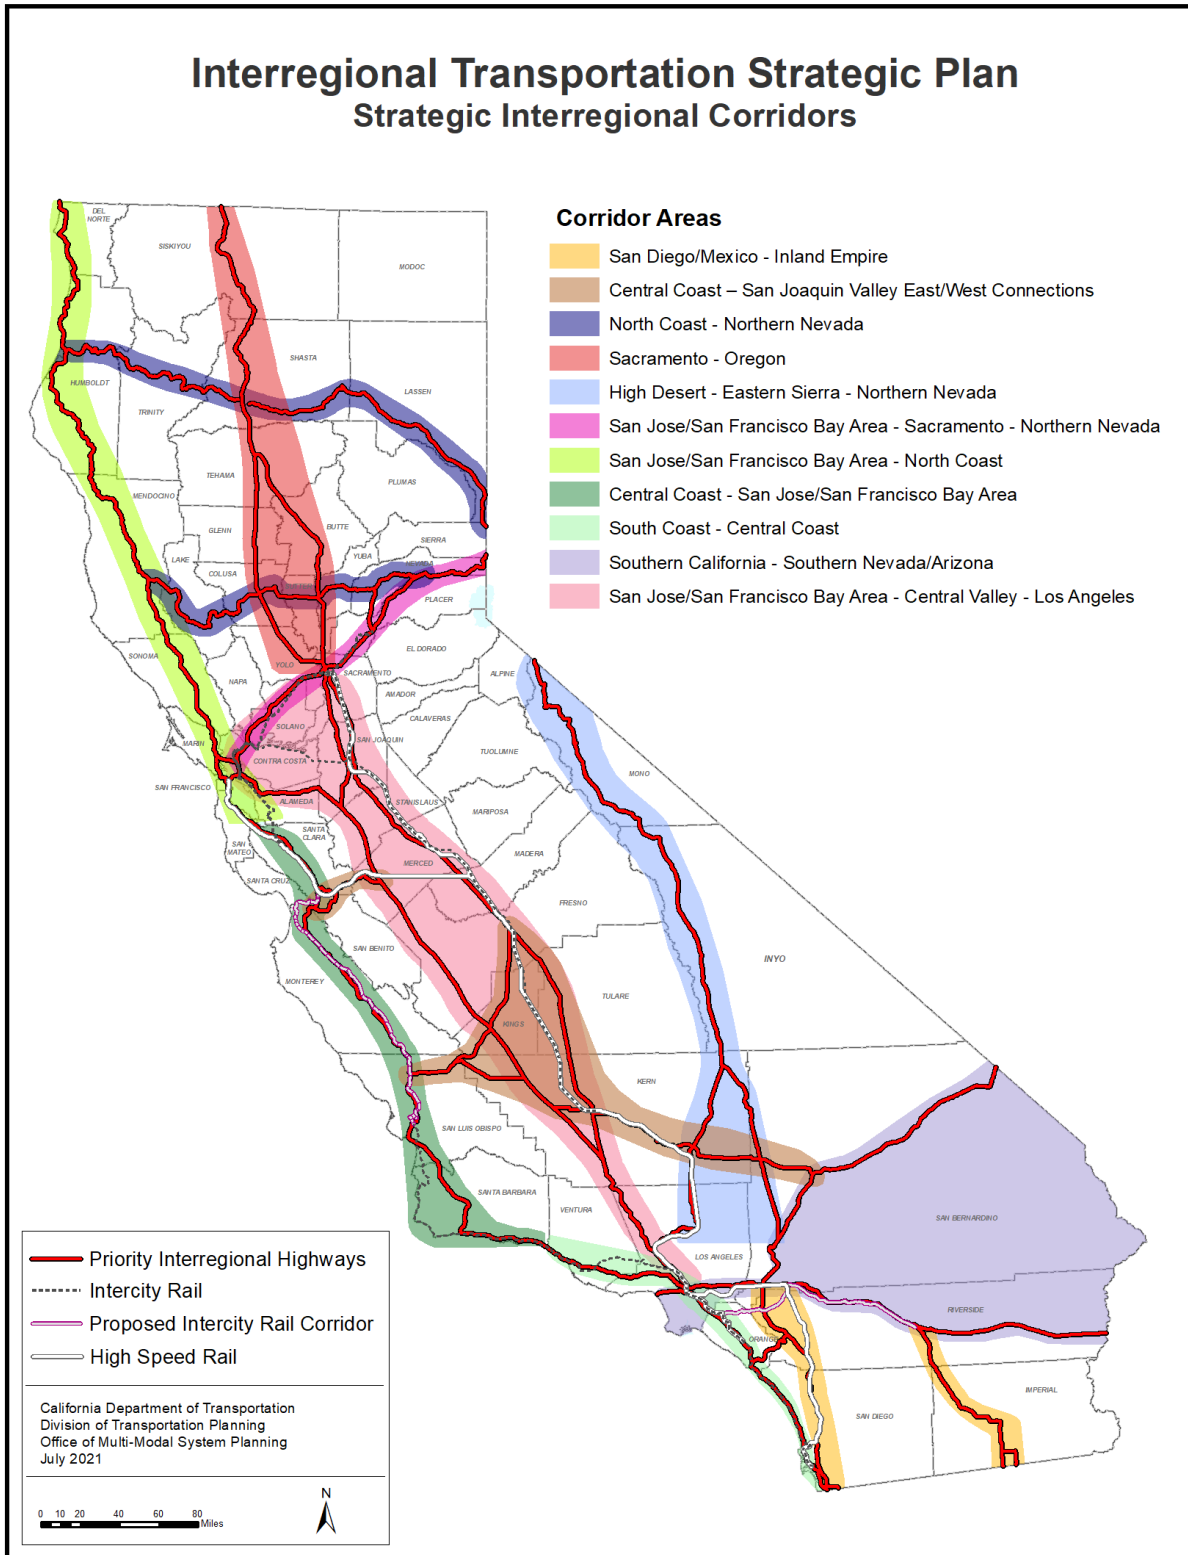 Interregional Transportation Strategic Plan
Strategic Interregional Corridors
Corridor Areas
San Diego/Mexico - Inland Empire
Central Coast – San Joaquin Valley East/West Connections
North Coast - Northern Nevada
Sacramento - Oregon
High Desert - Eastern Sierra - Northern Nevada
San Jose/San Francisco Bay Area - Sacramento - Northern Nevada
San Jose/San Francisco Bay Area - North Coast
Central Coast - San Jose/San Francisco Bay Area
South Coast - Central Coast
Southern California - Southern Nevada/Arizona
San Jose/San Francisco Bay Area - Central Valley - Los Angeles
DEL
NORTE
SISKIYOU
MODOC
SHASTA
LASSEN
HUMBOLDT
TRINITY
TEHAMA
PLUMAS
MENDOCINO
BUTTE
GLENN
SIERRA
YUBA
LAKE
NEVADA
COLUSA
PLACER
EL DORADO
SONOMA
YOLO
SACRAMENTO
ALPINE
NAPA
AMADOR
CALAVERAS
SOLANO
SAN JOAQUIN
MARIN
TUOLUMNE
CONTRA COSTA
MONO
SAN FRANCISCO
ALAMEDA
STANISLAUS
MARIPOSA
SANTA
CLARA
SAN
MATEO
MADERA
MERCED
SANTA CRUZ
FRESNO
SAN BENITO
INYO
MONTEREY
TULARE
KINGS
KERN
SAN LUIS OBISPO
SANTA BARBARA
VENTURA
SAN BERNARDINO
LOS ANGELES
RIVERSIDE
ORANGE
IMPERIAL
SAN DIEGO
Priority Interregional Highways
Intercity Rail
Proposed Intercity Rail Corridor
High Speed Rail
California Department of Transportation
Division of Transportation Planning
Office of Multi-Modal System Planning
July 2021
N
0 10 20 40 60 80
Miles